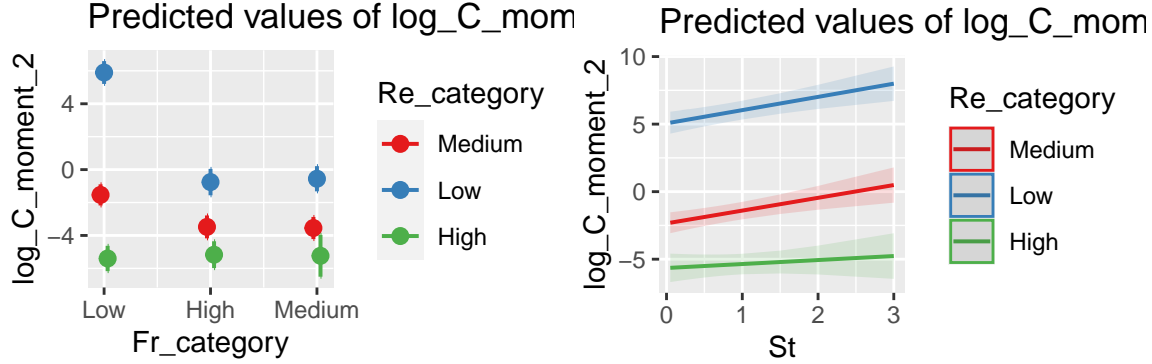 Predicted values of log_C_mom
log_C_moment_2
4
0
−4
Low
High
Medium
Fr_category
Re_category
Medium
Low
High
Predicted values of log_C_mom
log_C_moment_2
10
5
0
−5
0
1
2
3
St
Re_category
Medium
Low
High